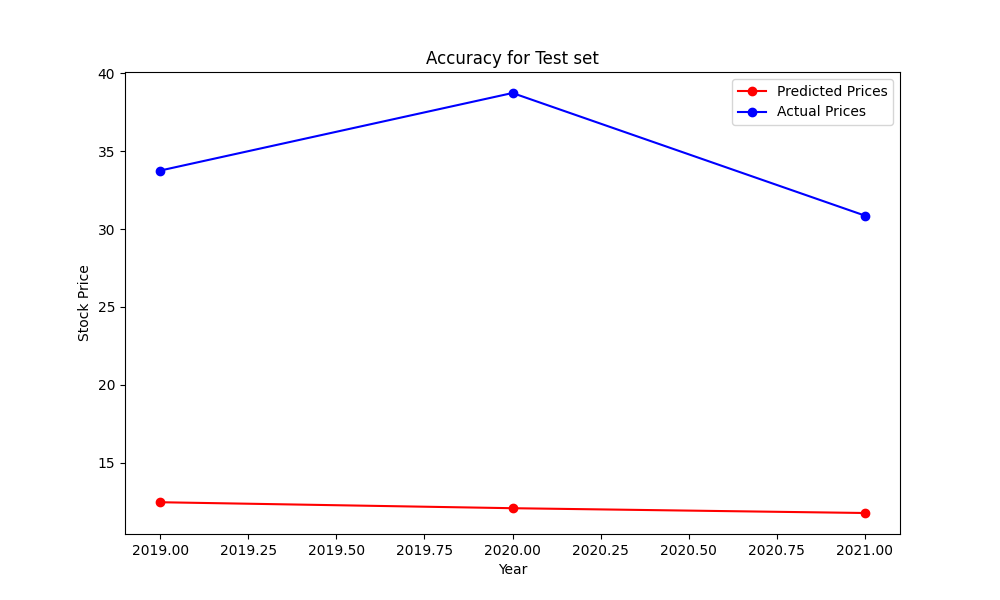 Accuracy for Test set
Predicted Prices
Actual Prices
40
35
30
25
20
15
Stock Price
2019.00 2019.25 2019.50 2019.75 2020.00 2020.25 2020.50 2020.75 2021.00
Year